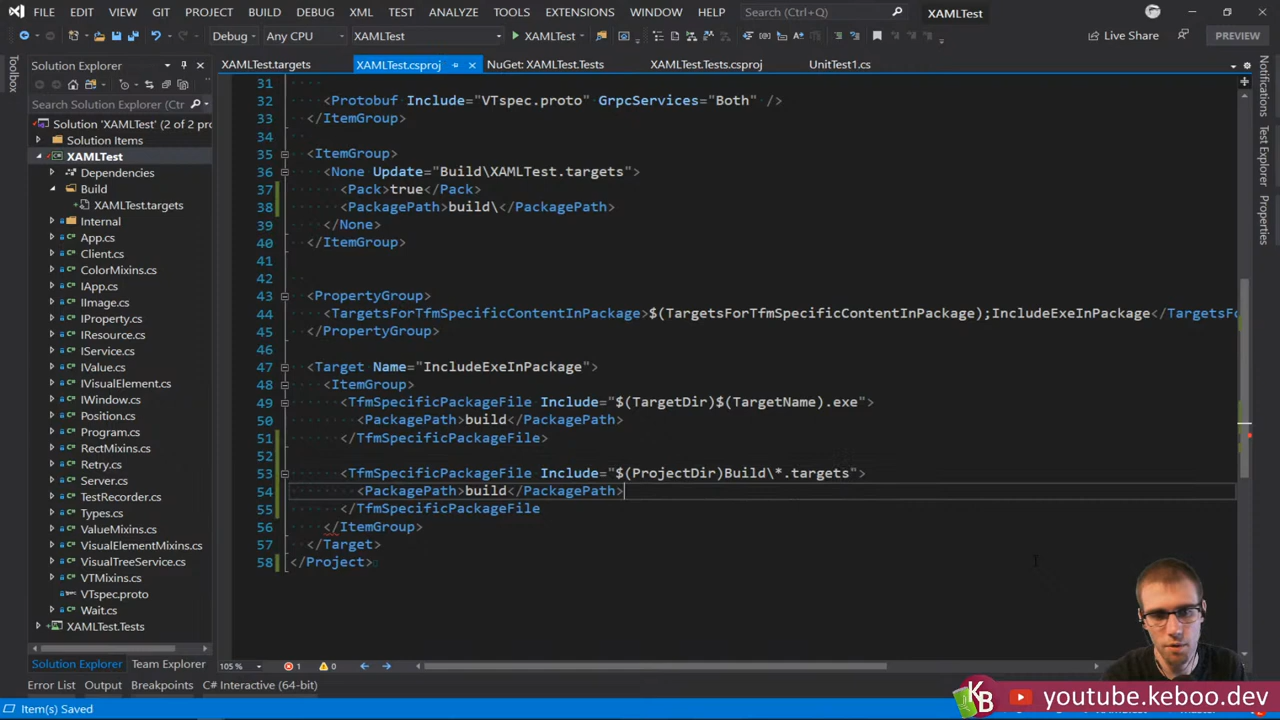 FILE EDIT VIEW GIT PROJECT BUILD DEBUG XML TEST ANALYZE TOOLS EXTENSIONS WINDOW HELP Search (Ctrl+Q) XAMLTest
Debug Any CPU XAMLTest XAMLTest Live Share PREVIEW
Toolbox
Solution Explorer
Search Solution Explorer
Solution 'XAMLTest' (2 of 2 pro
Solution Items
XAMLTest
Dependencies
Build
XAMLTest.targets
Internal
App.cs
Client.cs
ColorMixins.cs
IApp.cs
IImage.cs
IProperty.cs
IResource.cs
IService.cs
IValue.cs
IVisualElement.cs
IWindow.cs
Position.cs
Program.cs
RectMixins.cs
Retry.cs
Server.cs
TestRecorder.cs
Types.cs
ValueMixins.cs
VisualElementMixins.cs
VisualTreeService.cs
VTMixins.cs
VTspec.proto
Wait.cs
XAMLTest.Tests
Solution Explorer Team Explorer
XAMLTest.targets XAMLTest.csproj NuGet: XAMLTest.Tests XAMLTest.Tests.csproj UnitTest1.cs
31
32 <Protobuf Include="VTspec.proto" GrpcServices="Both" />
33 </ItemGroup>
34
35 <ItemGroup>
36 <None Update="Build\XAMLTest.targets">
37 <Pack>true</Pack>
38 <PackagePath>build\</PackagePath>
39 </None>
40 </ItemGroup>
41
42
43 <PropertyGroup>
44 <TargetsForTfmSpecificContentInPackage>$(TargetsForTfmSpecificContentInPackage);IncludeExeInPackage</TargetsFo
45 </PropertyGroup>
46
47 <Target Name="IncludeExeInPackage">
48 <ItemGroup>
49 <TfmSpecificPackageFile Include="$(TargetDir)$(TargetName).exe">
50 <PackagePath>build</PackagePath>
51 </TfmSpecificPackageFile>
52
53 <TfmSpecificPackageFile Include="$(ProjectDir)Build\*.targets">
54 <PackagePath>build</PackagePath>
55 </TfmSpecificPackageFile
56 </ItemGroup>
57 </Target>
58 </Project>
105 % 1 0
Notifications
Test Explorer
Properties
Error List Output Breakpoints C# Interactive (64-bit)
Item(s) Saved
KB youtube.keboo.dev